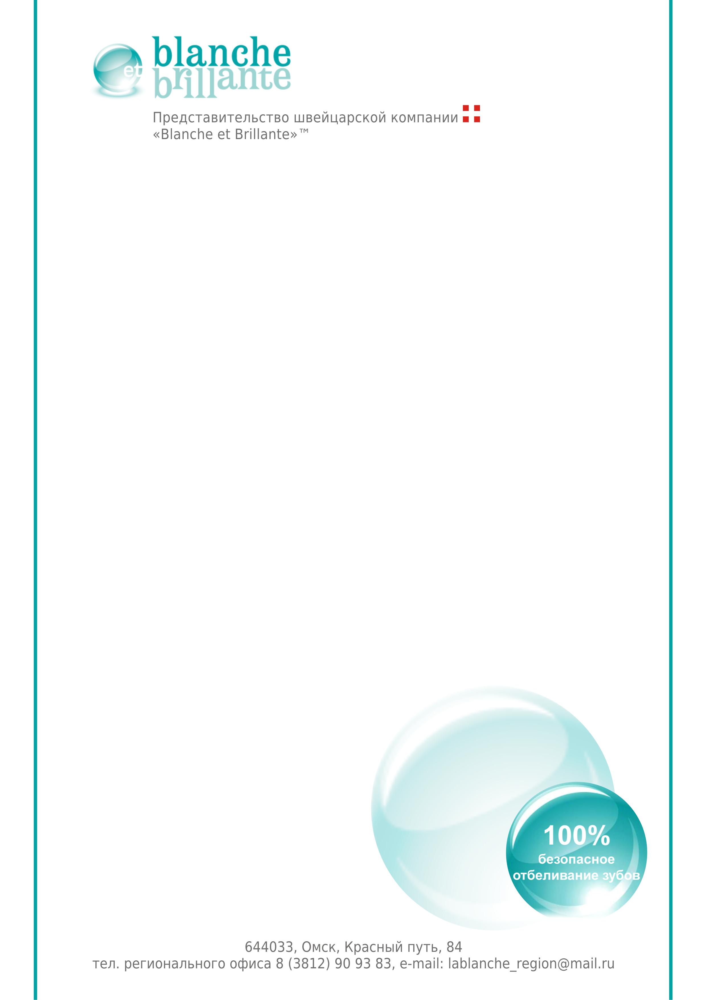 blanche
et
brillante
Представительство швейцарской компании
«Blanche et Brillante»™
100%
безопасное
отбеливание зубов
644033, Омск, Красный путь, 84
тел. регионального офиса 8 (3812) 90 93 83, e-mail: lablanche_region@mail.ru